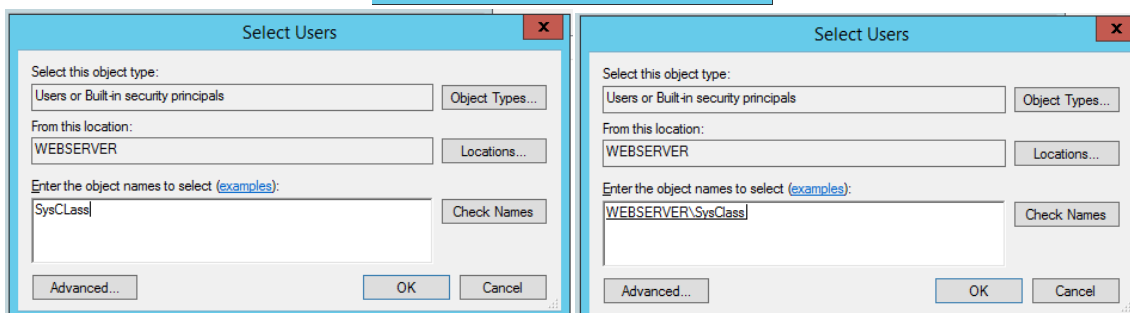 Select Users
x
Select this object type:
Users or Built-in security principals
Object Types...
From this location:
WEBSERVER
Locations...
Enter the object names to select (examples):
SysCLass
Check Names
Advanced...
OK
Cancel
Select Users
x
Select this object type:
Users or Built-in security principals
Object Types...
From this location:
WEBSERVER
Locations...
Enter the object names to select (examples):
WEBSERVER\SysClass
Check Names
Advanced...
OK
Cancel